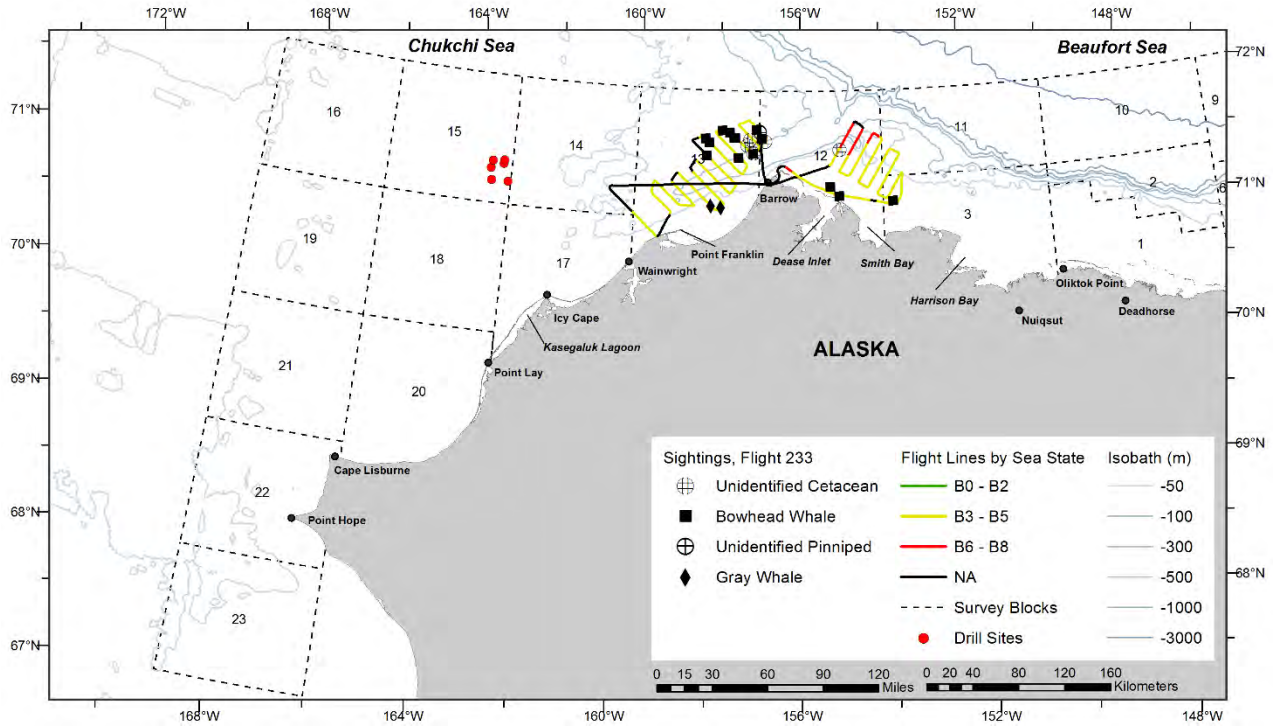 172°W 168°W 164°W 160°W 156°W 152°W 148°W
Chukchi Sea
Beaufort Sea
72°N
71°N
16
15
14
13
12
11
10
9
71°N
2
6
3
1
70°N
19
18
17
Barrow
Point Franklin
Dease Inlet
Smith Bay
Wainwright
Harrison Bay
Oliktok Point
Deadhorse
Nuiqsut
70°N
Icy Cape
Kasegaluk Lagoon
ALASKA
69°N
21
20
Point Lay
69°N
Cape Lisburne
68°N
22
Point Hope
68°N
67°N
23
Sightings, Flight 233
Unidentified Cetacean
Bowhead Whale
Unidentified Pinniped
Gray Whale
Flight Lines by Sea State
B0 - B2
B3 - B5
B6 - B8
NA
Survey Blocks
Drill Sites
Isobath (m)
-50
-100
-300
-500
-1000
-3000
0 15 30 60 90 120
Miles
0 20 40 80 120 160
Kilometers
168°W 164°W 160°W 156°W 152°W 148°W